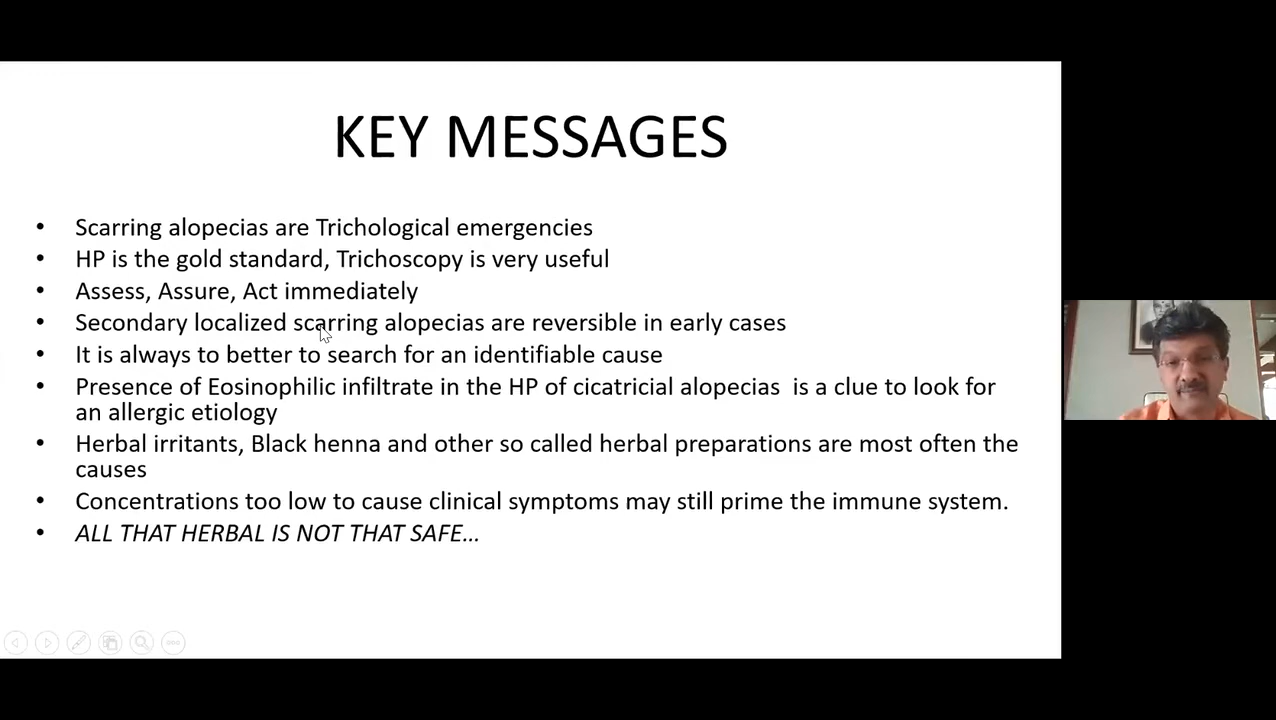 KEY MESSAGES
• Scarring alopecias are Trichological emergencies
• HP is the gold standard, Trichoscopy is very useful
• Assess, Assure, Act immediately
• Secondary localized scarring alopecias are reversible in early cases
• It is always to better to search for an identifiable cause
• Presence of Eosinophilic infiltrate in the HP of cicatricial alopecias  is a clue to look for
an allergic etiology
• Herbal irritants, Black henna and other so called herbal preparations are most often the
causes
• Concentrations too low to cause clinical symptoms may still prime the immune system.
• ALL THAT HERBAL IS NOT THAT SAFE…